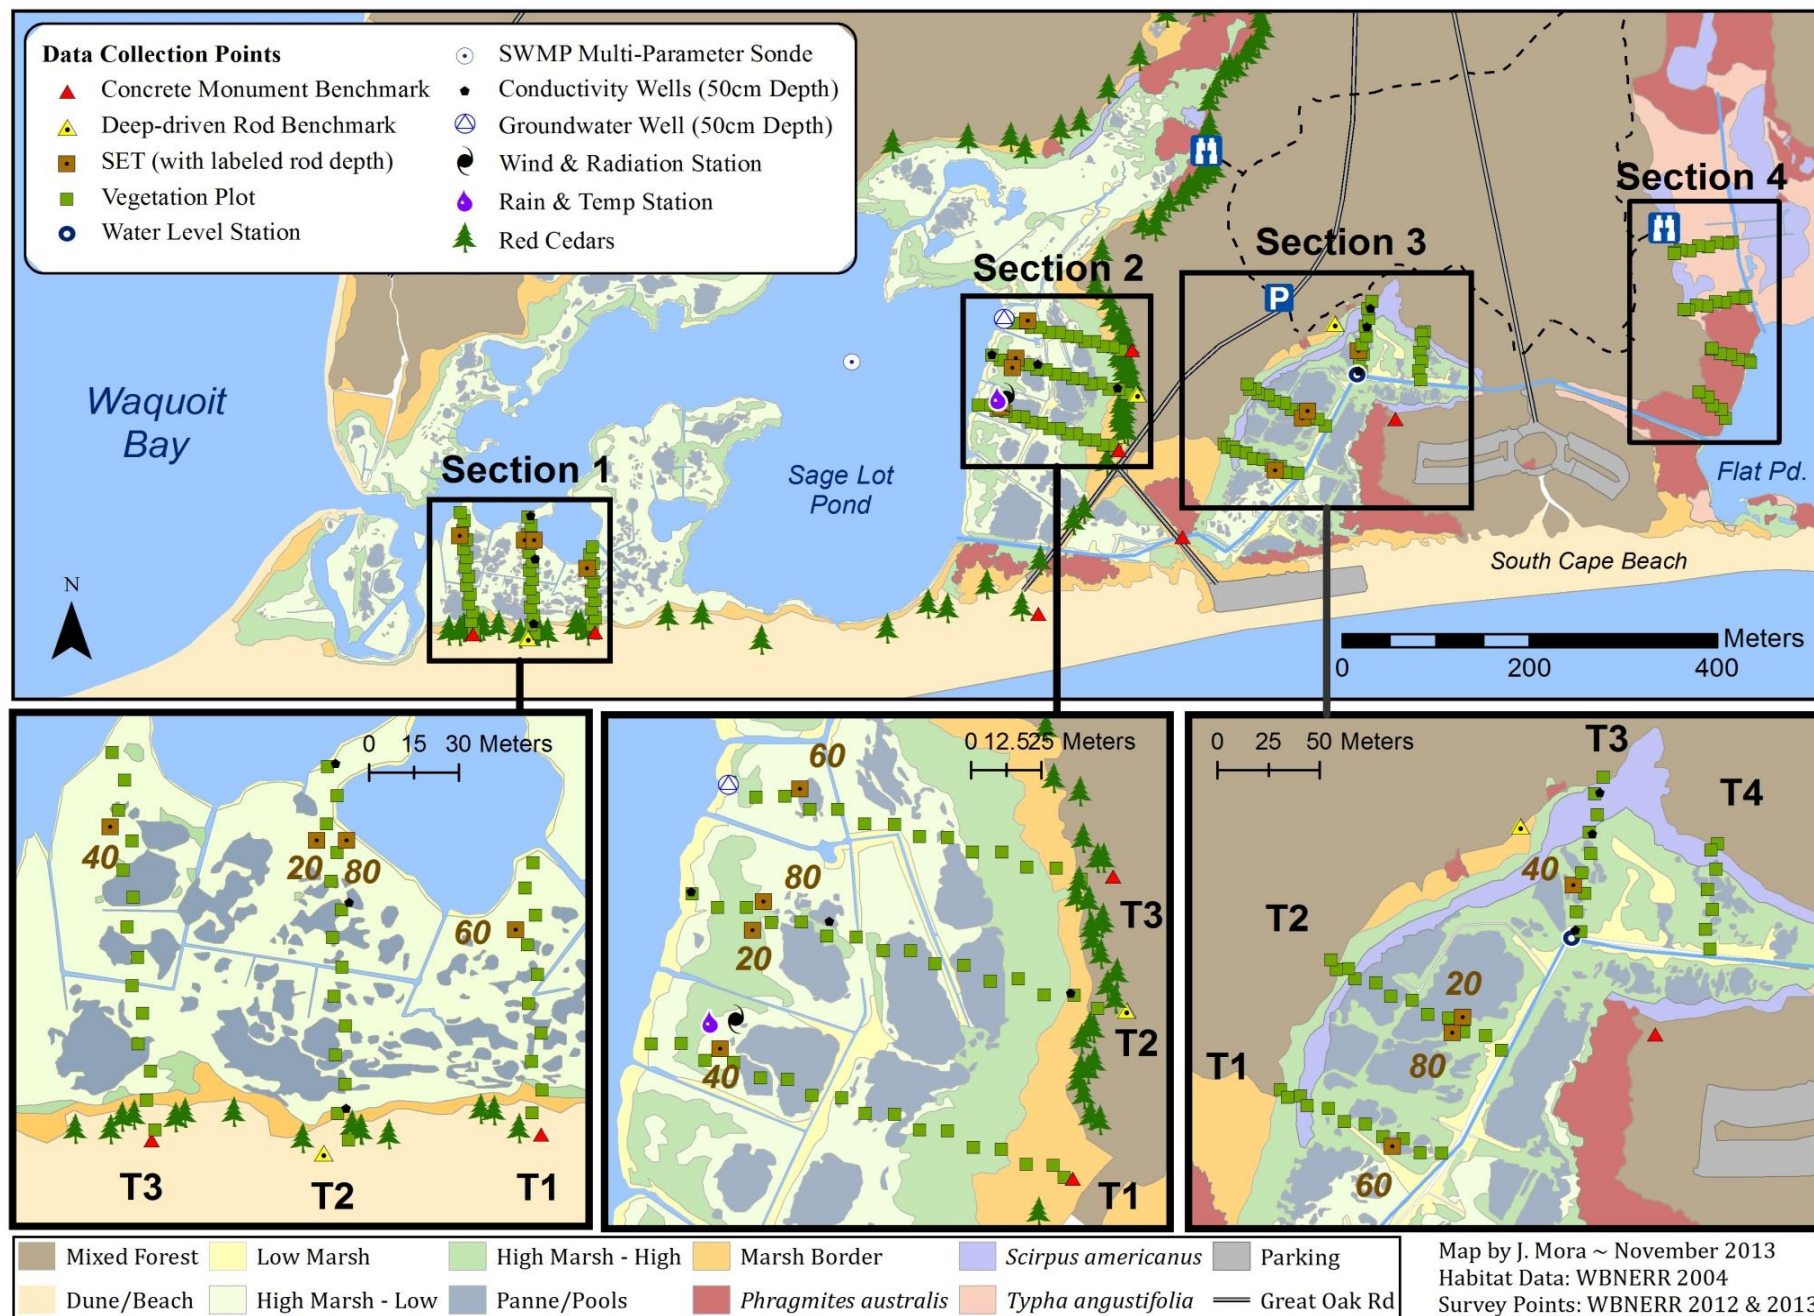 Data Collection Points
Concrete Monument Benchmark
Deep-driven Rod Benchmark
SET (with labeled rod depth)
Vegetation Plot
Water Level Station
SWMP Multi-Parameter Sonde
Conductivity Wells (50cm Depth)
Groundwater Well (50cm Depth)
Wind & Radiation Station
Rain & Temp Station
Red Cedars
Section 4
Section 3
Section 2
P
Waquoit
Bay
Section 1
Sage Lot
Pond
Flat Pd.
South Cape Beach
N
Meters
0 200 400
0 15 30 Meters
40
20 80
60
T3
T2
T1
0 12.5 25 Meters
60
80
20
40
T3
T2
T1
0 25 50 Meters
T3
T4
40
T2
20
80
T1
60
Mixed Forest
Low Marsh
High Marsh - High
Marsh Border
Scirpus americanus
Parking
Dune/Beach
High Marsh - Low
Panne/Pools
Phragmites australis
Typha angustifolia
Great Oak Rd
Map by J. Mora ~ November 2013
Habitat Data: WBNERR 2004
Survey Points: WBNERR 2012 & 2013